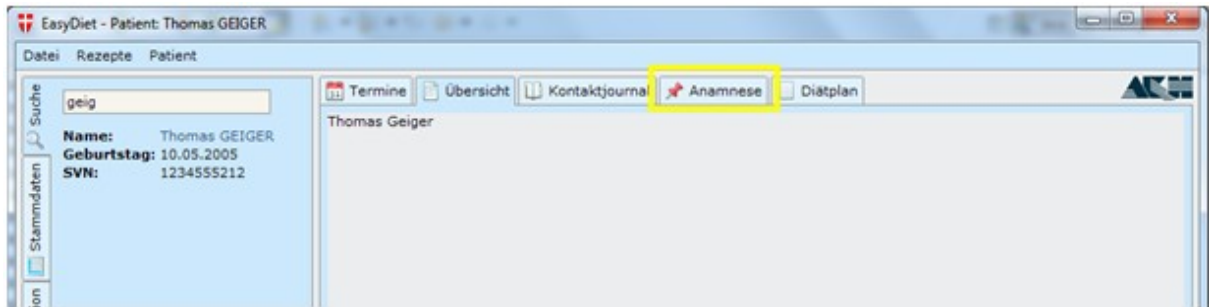 EasyDiet - Patient: Thomas GEIGER
Datei Rezepte Patient
Suche
geig
Name: Thomas GEIGER
Geburtstag: 10.05.2005
SVN: 1234555212
Stammdaten
Termine Übersicht Kontaktjournal Anamnese Diätplan
AKH
Thomas Geiger